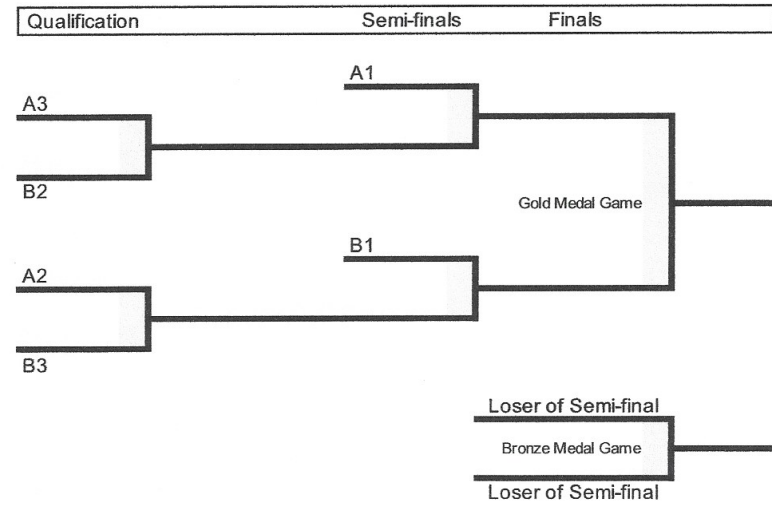 Qualification Semi-finals Finals
A1
A3
B2
Gold Medal Game
B1
A2
B3
Loser of Semi-final
Bronze Medal Game
Loser of Semi-final